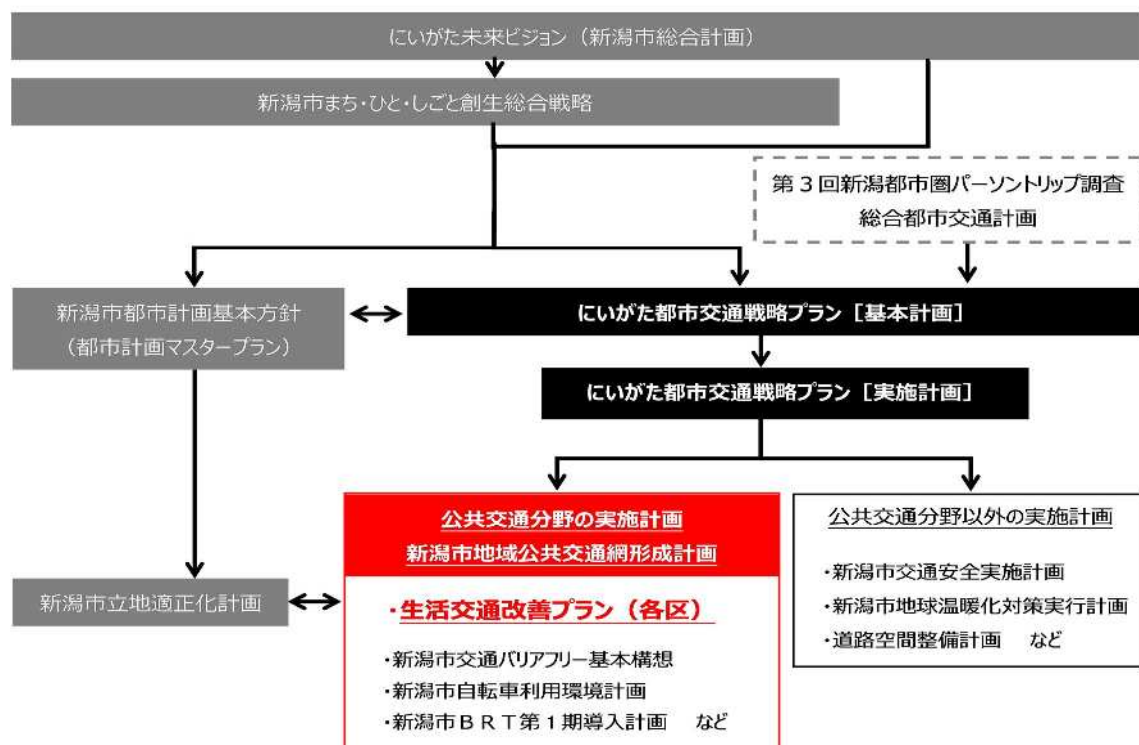 にいがた未来ビジョン（新潟市総合計画）
新潟市まち・ひと・しごと創生総合戦略
第３回新潟都市圏パーソントリップ調査
総合都市交通計画
新潟市都市計画基本方針
（都市計画マスタープラン）
にいがた都市交通戦略プラン［基本計画］
にいがた都市交通戦略プラン［実施計画］
公共交通分野の実施計画
新潟市地域公共交通網形成計画
・生活交通改善プラン（各区）
・新潟市交通バリアフリー基本構想
・新潟市自転車利用環境計画
・新潟市ＢＲＴ第１期導入計画　など
公共交通分野以外の実施計画
・新潟市交通安全実施計画
・新潟市地球温暖化対策実行計画
・道路空間整備計画　など
新潟市立地適正化計画